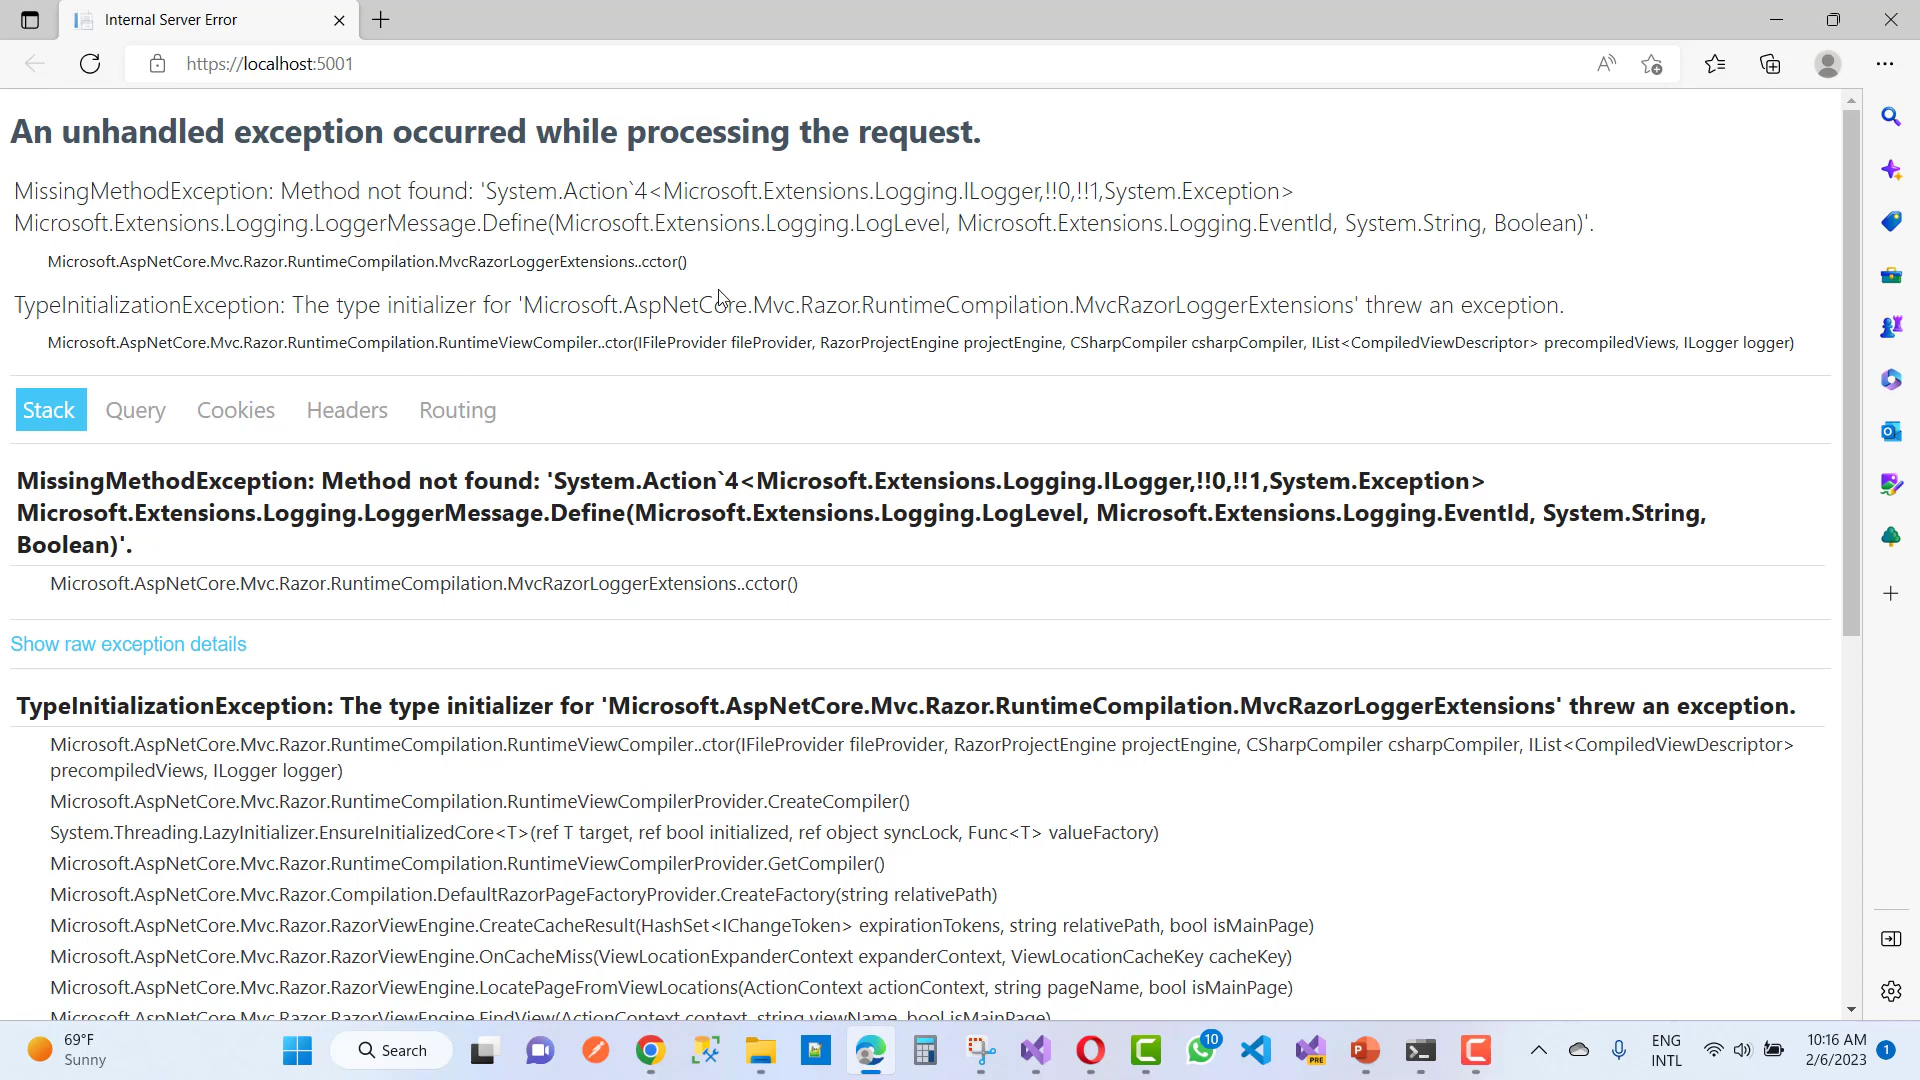 Internal Server Error
https://localhost:5001
An unhandled exception occurred while processing the request.
MissingMethodException: Method not found: 'System.Action`4<Microsoft.Extensions.Logging.ILogger,!!0,!!1,System.Exception>
Microsoft.Extensions.Logging.LoggerMessage.Define(Microsoft.Extensions.Logging.LogLevel, Microsoft.Extensions.Logging.EventId, System.String, Boolean)'.
Microsoft.AspNetCore.Mvc.Razor.RuntimeCompilation.MvcRazorLoggerExtensions..cctor()
TypeInitializationException: The type initializer for 'Microsoft.AspNetCore.Mvc.Razor.RuntimeCompilation.MvcRazorLoggerExtensions' threw an exception.
Microsoft.AspNetCore.Mvc.Razor.RuntimeCompilation.RuntimeViewCompiler..ctor(IFileProvider fileProvider, RazorProjectEngine projectEngine, CSharpCompiler csharpCompiler, IList<CompiledViewDescriptor> precompiledViews, ILogger logger)
Stack Query Cookies Headers Routing
MissingMethodException: Method not found: 'System.Action`4<Microsoft.Extensions.Logging.ILogger,!!0,!!1,System.Exception>
Microsoft.Extensions.Logging.LoggerMessage.Define(Microsoft.Extensions.Logging.LogLevel, Microsoft.Extensions.Logging.EventId, System.String,
Boolean)'.
Microsoft.AspNetCore.Mvc.Razor.RuntimeCompilation.MvcRazorLoggerExtensions..cctor()
Show raw exception details
TypeInitializationException: The type initializer for 'Microsoft.AspNetCore.Mvc.Razor.RuntimeCompilation.MvcRazorLoggerExtensions' threw an exception.
Microsoft.AspNetCore.Mvc.Razor.RuntimeCompilation.RuntimeViewCompiler..ctor(IFileProvider fileProvider, RazorProjectEngine projectEngine, CSharpCompiler csharpCompiler, IList<CompiledViewDescriptor>
precompiledViews, ILogger logger)
Microsoft.AspNetCore.Mvc.Razor.RuntimeCompilation.RuntimeViewCompilerProvider.CreateCompiler()
System.Threading.LazyInitializer.EnsureInitializedCore<T>(ref T target, ref bool initialized, ref object syncLock, Func<T> valueFactory)
Microsoft.AspNetCore.Mvc.Razor.RuntimeCompilation.RuntimeViewCompilerProvider.GetCompiler()
Microsoft.AspNetCore.Mvc.Razor.Compilation.DefaultRazorPageFactoryProvider.CreateFactory(string relativePath)
Microsoft.AspNetCore.Mvc.Razor.RazorViewEngine.CreateCacheResult(HashSet<IChangeToken> expirationTokens, string relativePath, bool isMainPage)
Microsoft.AspNetCore.Mvc.Razor.RazorViewEngine.OnCacheMiss(ViewLocationExpanderContext expanderContext, ViewLocationCacheKey cacheKey)
Microsoft.AspNetCore.Mvc.Razor.RazorViewEngine.LocatePageFromViewLocations(ActionContext actionContext, string pageName, bool isMainPage)
Microsoft.AspNetCore.Mvc.Razor.RazorViewEngine.FindView(ActionContext context, string viewName, bool isMainPage)
69°F
Sunny
Search
10
PRE
ENG
INTL
10:16 AM
2/6/2023
1